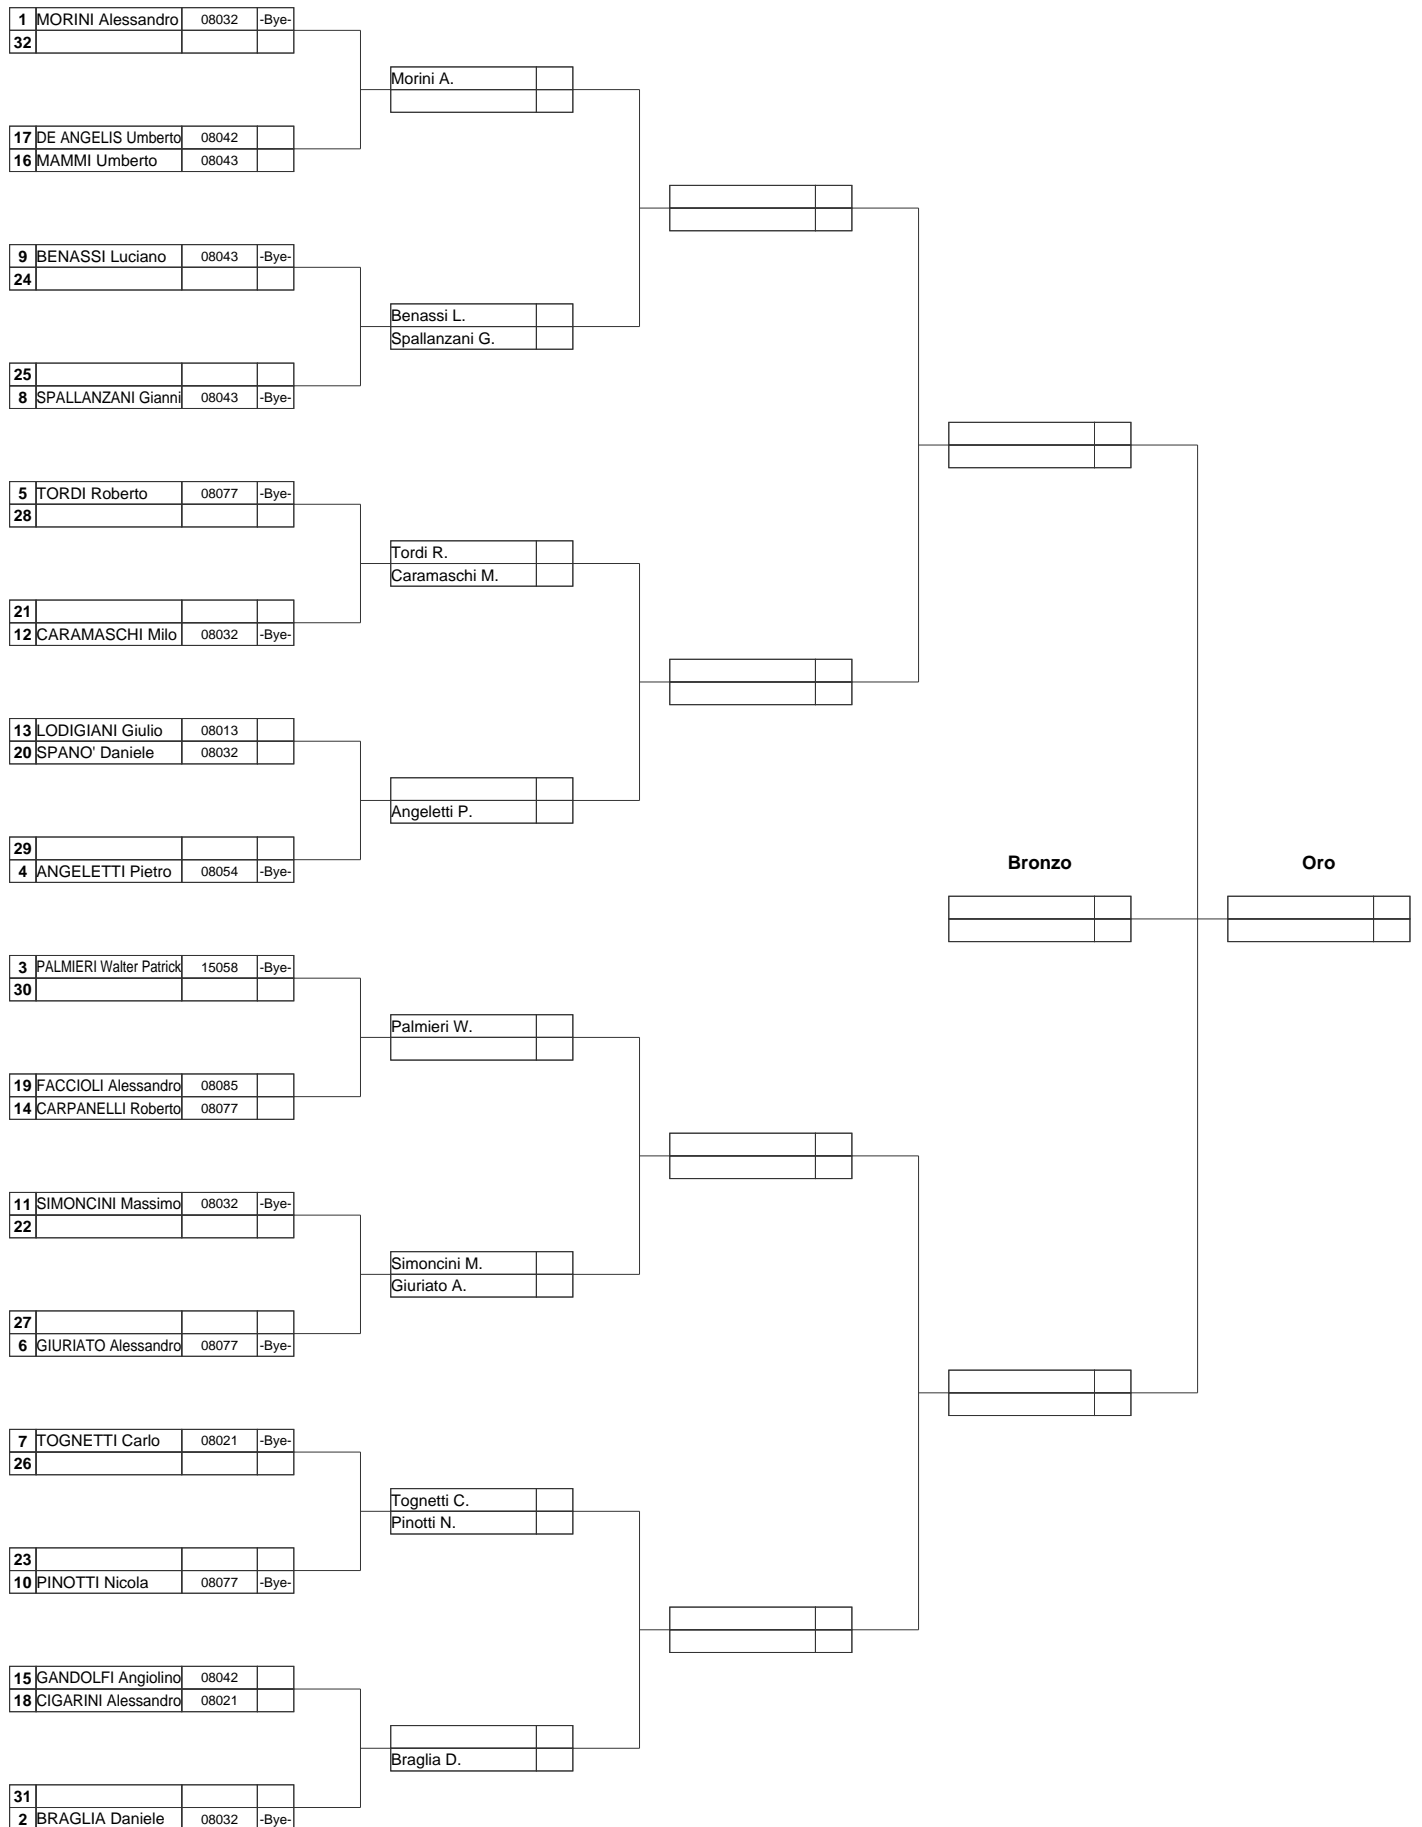 1 MORINI Alessandro 08032 -Bye-
32
Morini A.
17 DE ANGELIS Umberto 08042
16 MAMMI Umberto 08043
9 BENASSI Luciano 08043 -Bye-
24
Benassi L.
Spallanzani G.
25
8 SPALLANZANI Gianni 08043 -Bye-
5 TORDI Roberto 08077 -Bye-
28
Tordi R.
Caramaschi M.
21
12 CARAMASCHI Milo 08032 -Bye-
13 LODIGIANI Giulio 08013
20 SPANO' Daniele 08032
Angeletti P.
29
4 ANGELETTI Pietro 08054 -Bye-
Bronzo Oro
3 PALMIERI Walter Patrick 15058 -Bye-
30
Palmieri W.
19 FACCIOLI Alessandro 08085
14 CARPANELLI Roberto 08077
11 SIMONCINI Massimo 08032 -Bye-
22
Simoncini M.
Giuriato A.
27
6 GIURIATO Alessandro 08077 -Bye-
7 TOGNETTI Carlo 08021 -Bye-
26
Tognetti C.
Pinotti N.
23
10 PINOTTI Nicola 08077 -Bye-
15 GANDOLFI Angiolino 08042
18 CIGARINI Alessandro 08021
Braglia D.
31
2 BRAGLIA Daniele 08032 -Bye-